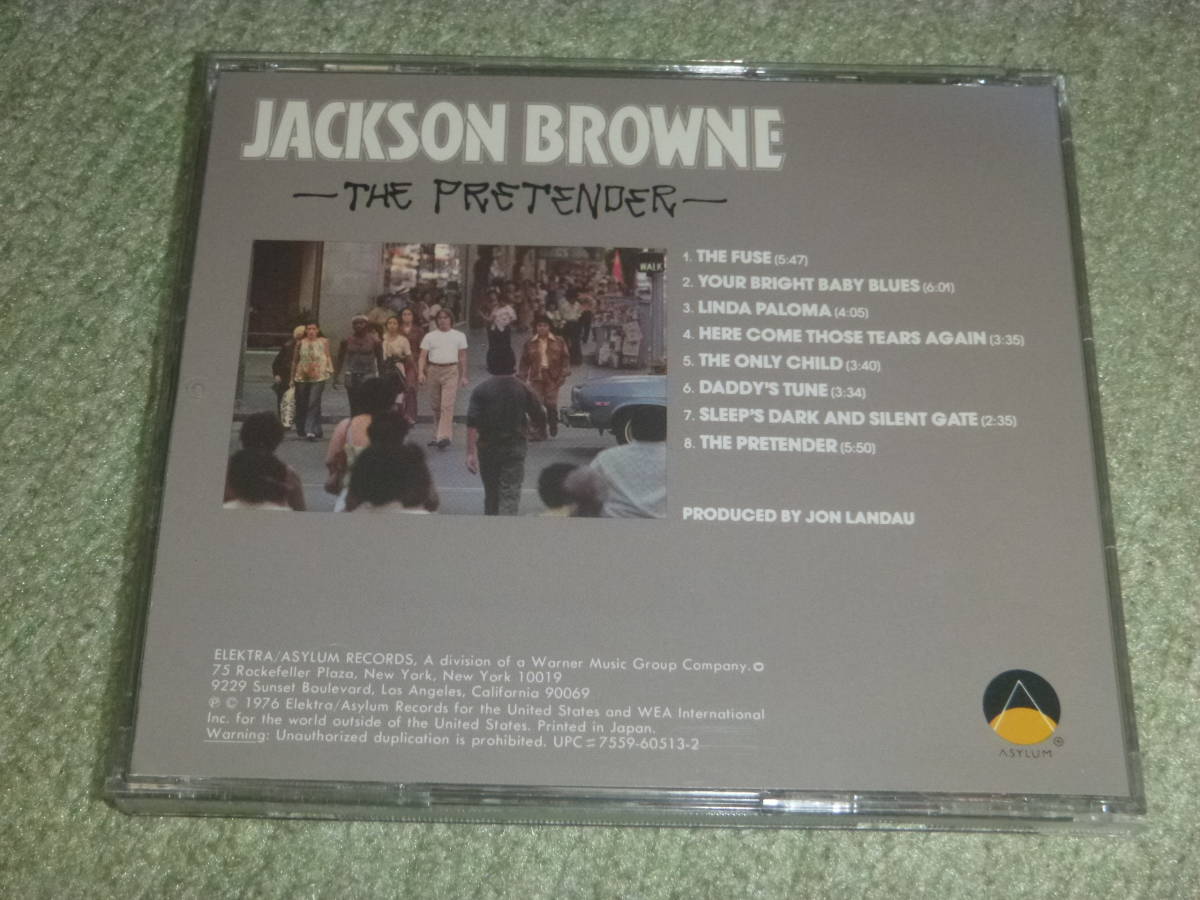 JACKSON BROWNE
—THE PRETENDER—
WALK
1. THE FUSE (5:47)
2. YOUR BRIGHT BABY BLUES (6:01)
3. LINDA PALOMA (4:05)
4. HERE COME THOSE TEARS AGAIN (3:35)
5. THE ONLY CHILD (3:40)
6. DADDY'S TUNE (3:34)
7. SLEEP'S DARK AND SILENT GATE (2:35)
8. THE PRETENDER (5:50)
PRODUCED BY JON LANDAU
ELEKTRA/ASYLUM RECORDS, A division of a Warner Music Group Company.
75 Rockefeller Plaza, New York, New York 10019
9229 Sunset Boulevard, Los Angeles, California 90069
℗ © 1976 Elektra/Asylum Records for the United States and WEA International
Inc. for the world outside of the United States. Printed in Japan.
Warning: Unauthorized duplication is prohibited. UPC=7559-60513-2
ASYLUM ®